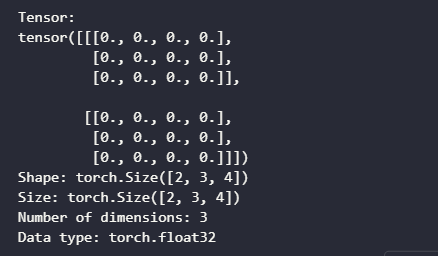 Tensor:
tensor([[[0., 0., 0., 0.],
         [0., 0., 0., 0.],
         [0., 0., 0., 0.]],

        [[0., 0., 0., 0.],
         [0., 0., 0., 0.],
         [0., 0., 0., 0.]]])
Shape: torch.Size([2, 3, 4])
Size: torch.Size([2, 3, 4])
Number of dimensions: 3
Data type: torch.float32